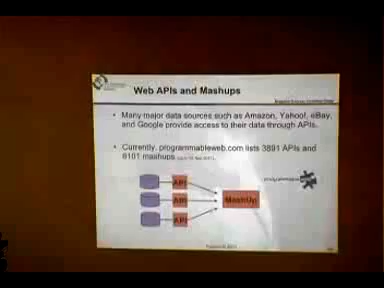 Web APIs and Mashups
Many major data sources such as Amazon, Yahoo!, eBay,
and Google provide access to their data through APIs.
Currently, programmableweb.com lists 3891 APIs and
6101 mashups
API
API
API
MashUp